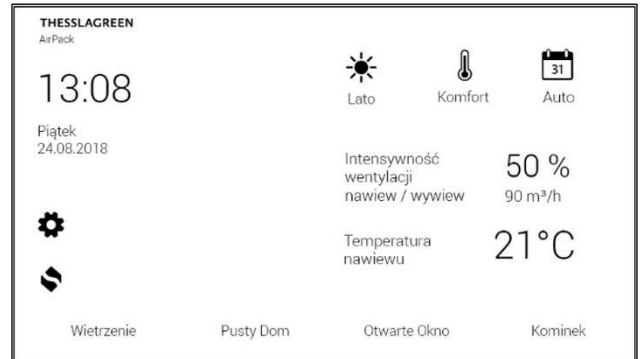 THESSLAGREEN
AirPack
13:08
Piątek
24.08.2018
31
Lato
Komfort
Auto
Intensywność
wentylacji
nawiew / wywiew
50 %
90 m³/h
Temperatura
nawiewu
21°C
Wietrzenie
Pusty Dom
Otwarte Okno
Kominek